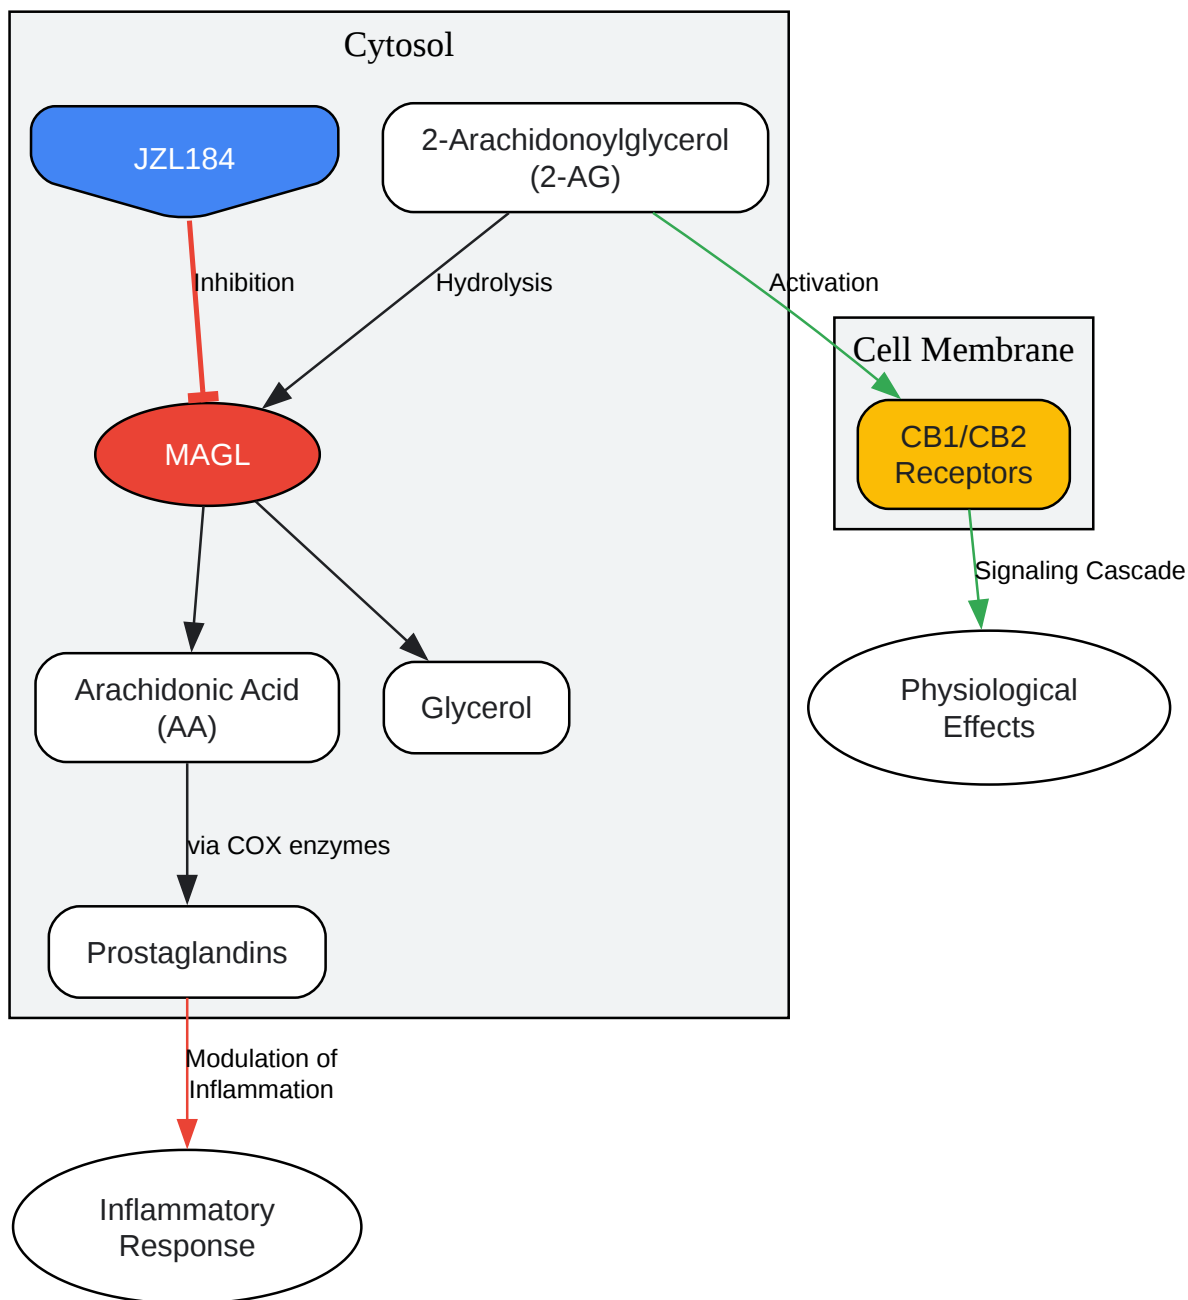 Cytosol
JZL184
2-Arachidonoylglycerol
(2-AG)
Inhibition
Hydrolysis
Activation
Cell Membrane
MAGL
CB1/CB2
Receptors
Signaling Cascade
Arachidonic Acid
(AA)
Glycerol
Physiological
Effects
via COX enzymes
Prostaglandins
Modulation of
Inflammation
Inflammatory
Response